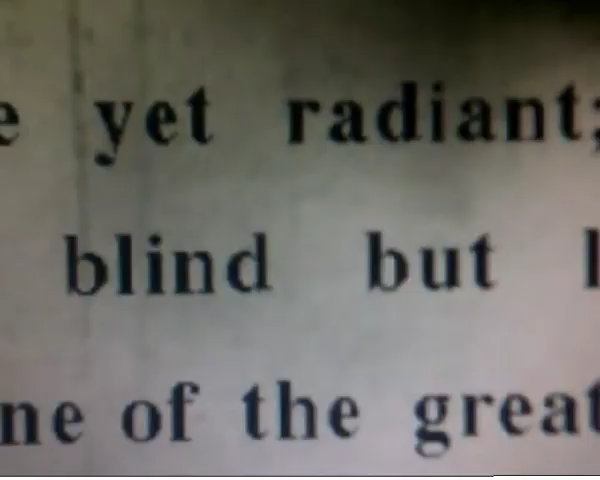 e yet radiant;
blind but l
ne of the great